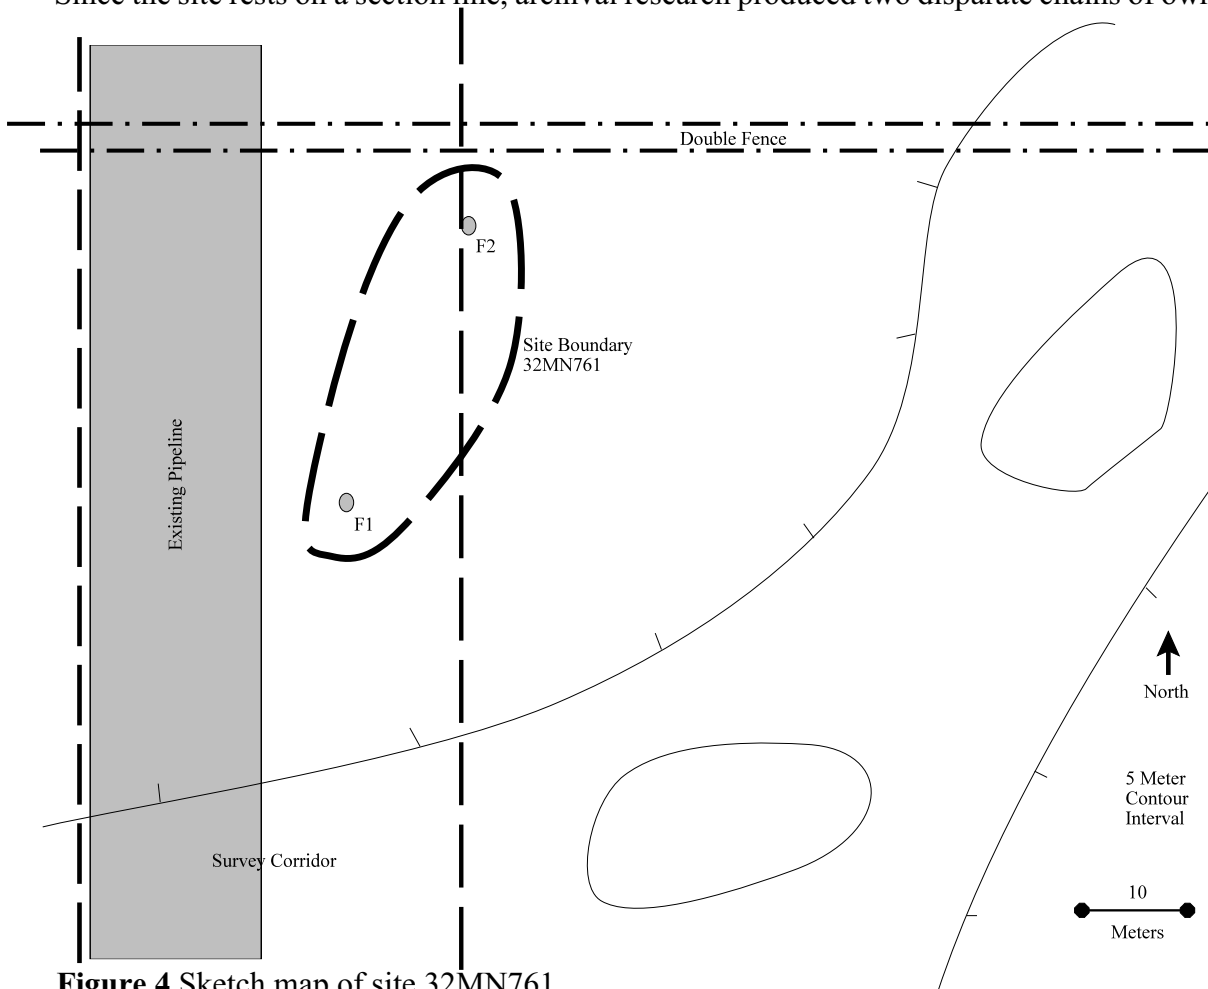 Since the site rests on a section line, archival research produced two disparate chains of
Double Fence
F2
Site Boundary
32MN761
Existing Pipeline
F1
North
5 Meter
Contour
Interval
Survey Corridor
10
Meters
Figure 4 Sketch map of site 32MN761